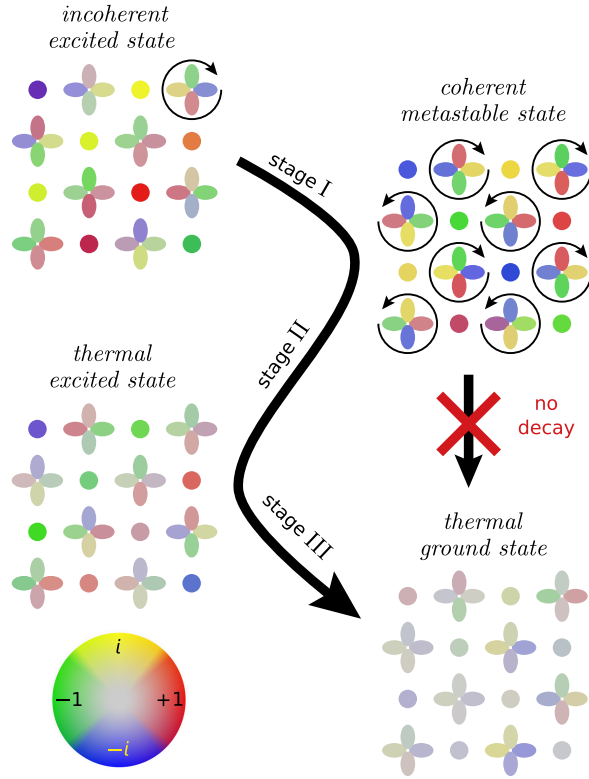 incoherent
excited state
coherent
metastable state
stage I
stage II
thermal
excited state
no
decay
stage III
thermal
ground state
i
−1
+1
−i